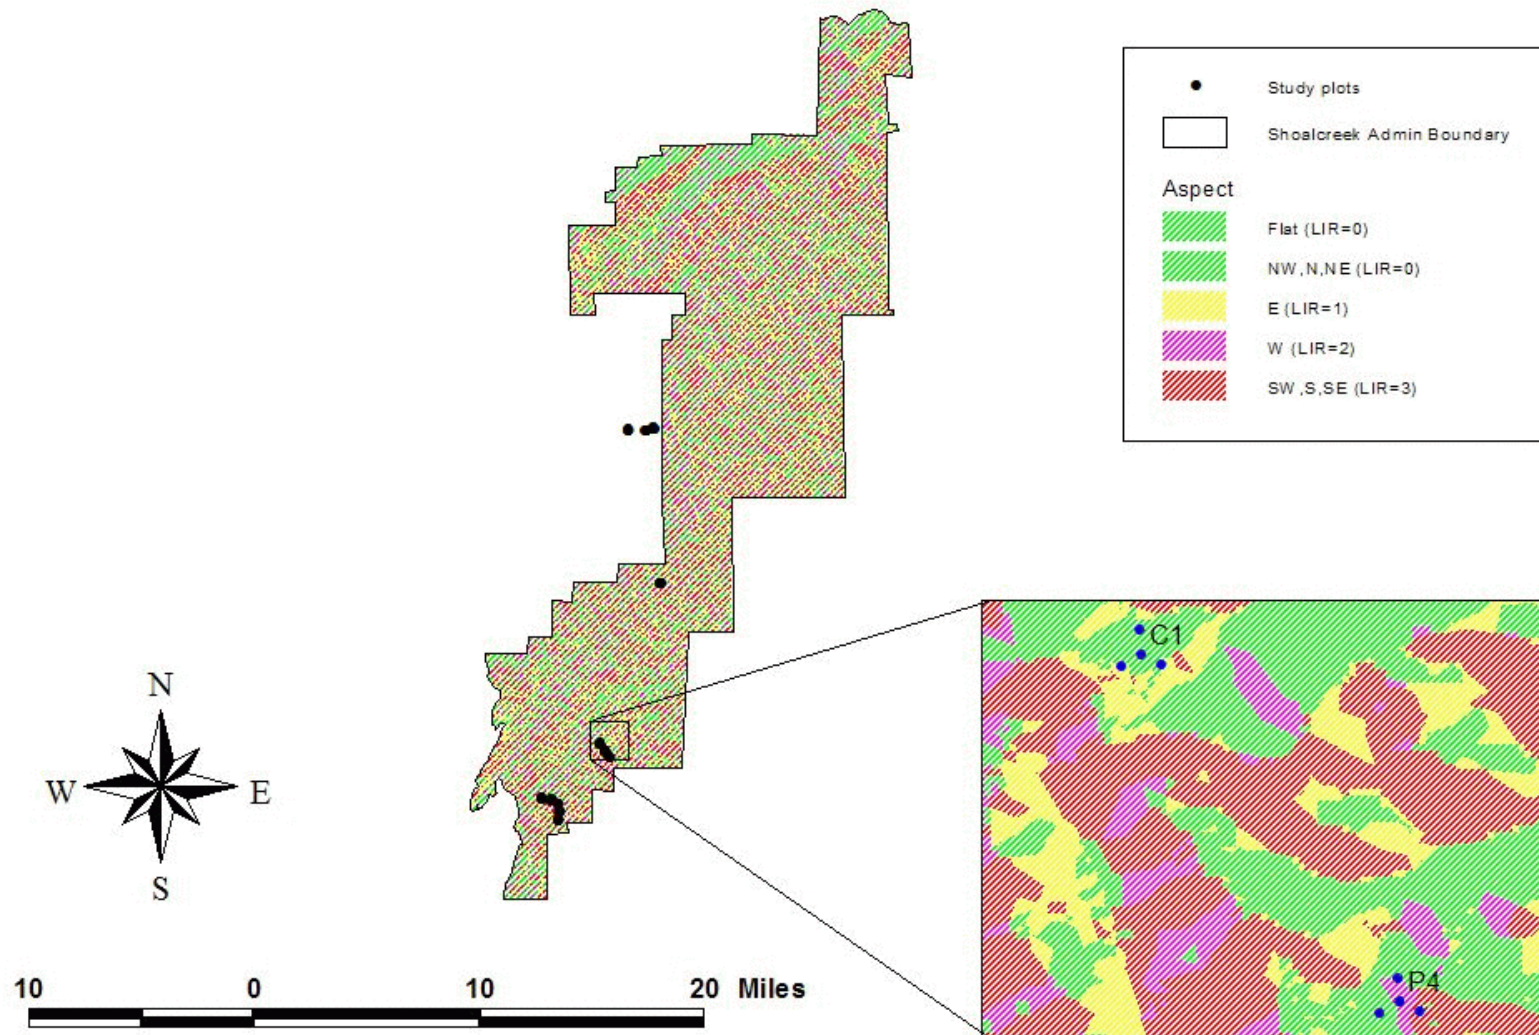 Study plots
Shoalcreek Admin Boundary
Aspect
Flat (LIR=0)
NW,N,NE (LIR=0)
E (LIR=1)
W (LIR=2)
SW,S,SE (LIR=3)
C1
P4
N
W E
S
10 0 10 20 Miles